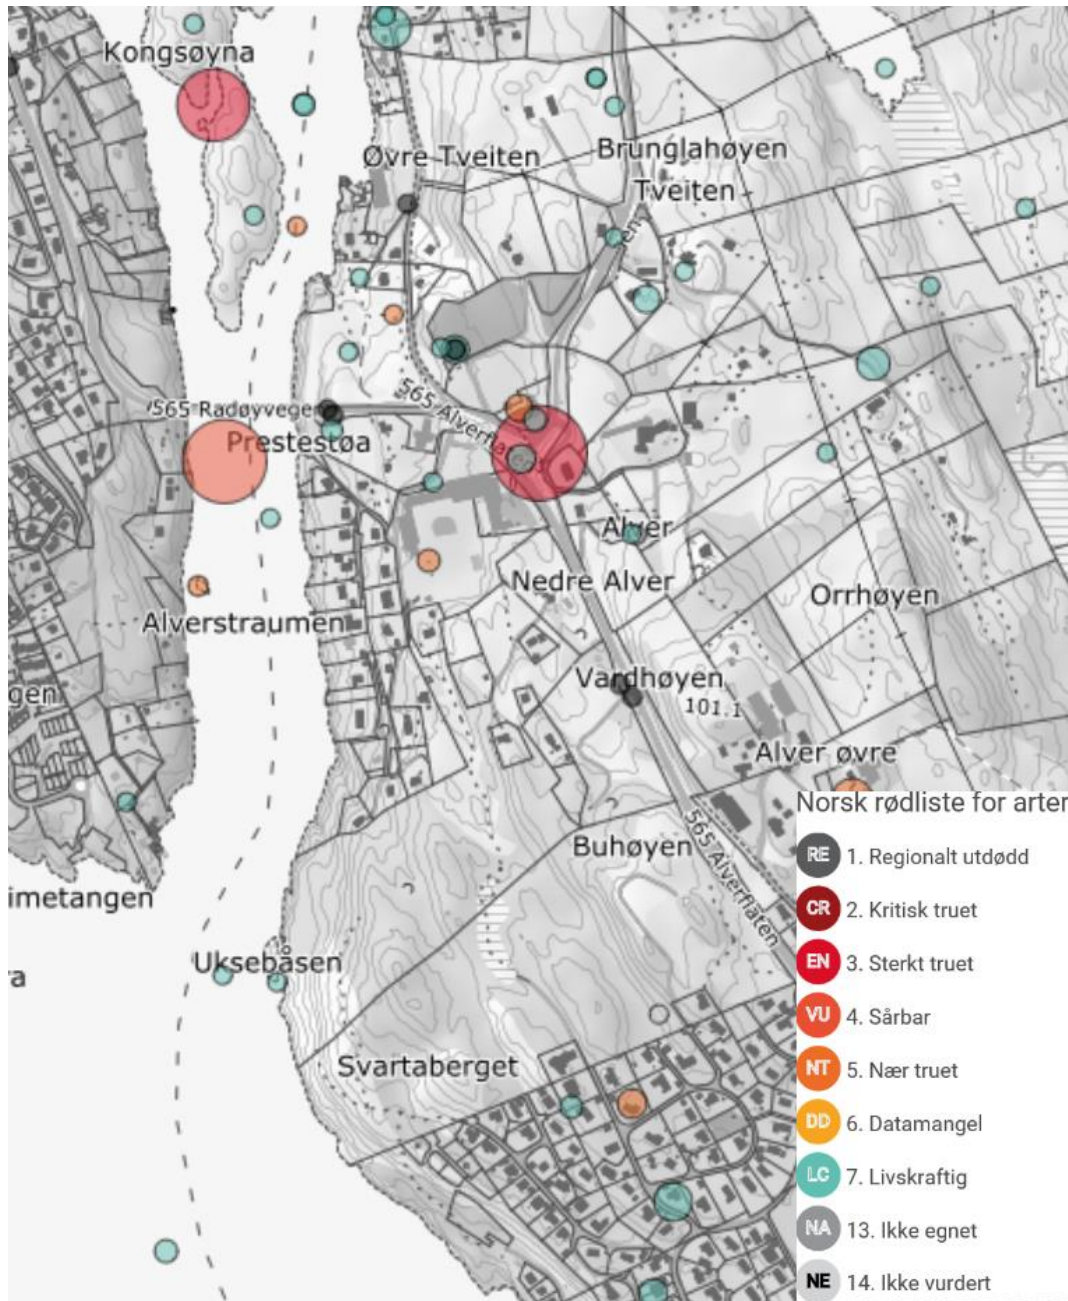 Kongsøyna
Øvre Tveiten
Brunglahøyen
Tveiten
565 Radøyvege
565 Alverfla
Prestestøa
Alver
Nedre Alver
Orrhøyen
Alverstraumen
gen
Vardhøyen
101.1
Alver øvre
565 Alverflaten
Buhøyen
imetangen
Uksebåsen
ra
Svartaberget
Norsk rødliste for arter
RE 1. Regionalt utdødd
CR 2. Kritisk truet
EN 3. Sterkt truet
VU 4. Sårbar
NT 5. Nær truet
DD 6. Datamangel
LC 7. Livskraftig
NA 13. Ikke egnet
NE 14. Ikke vurdert